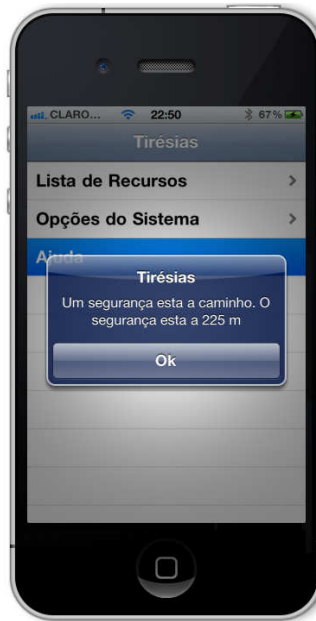 CLARO... 22:50 67%
Tirésias
Lista de Recursos
Opções do Sistema
Ajuda
Tirésias
Um segurança esta a caminho. O
segurança esta a 225 m
Ok